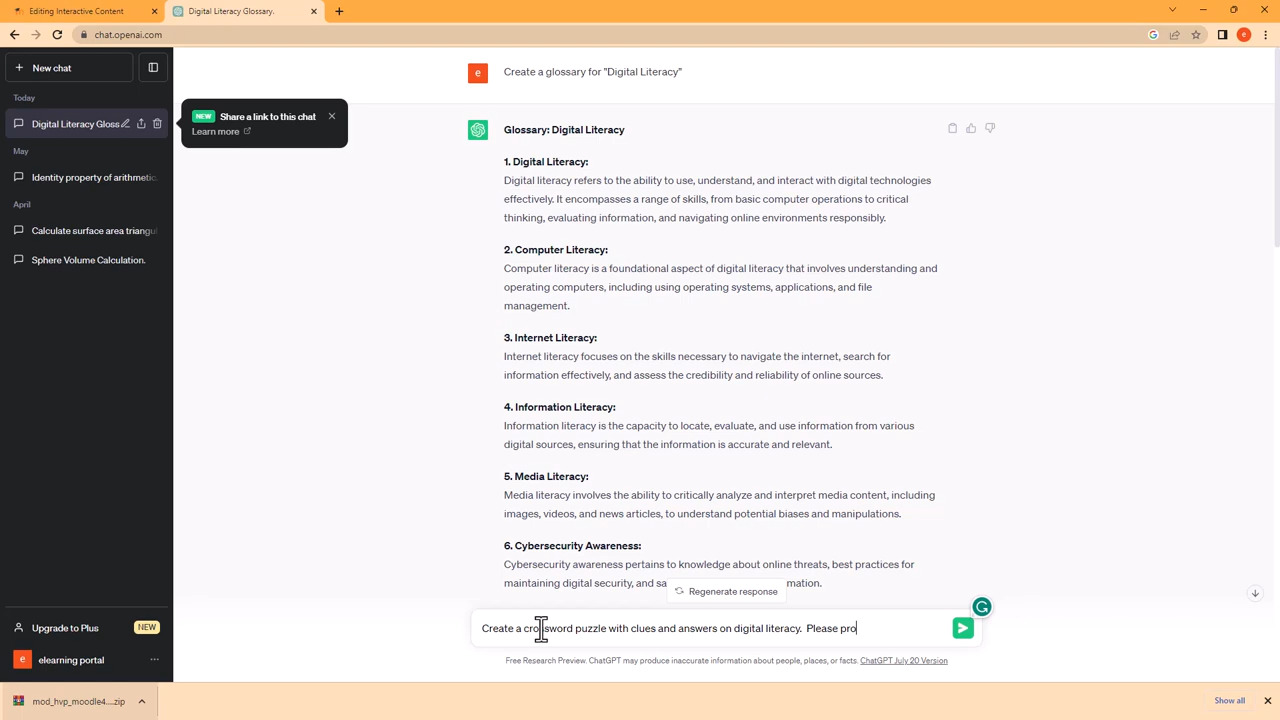 Editing Interactive Content
Digital Literacy Glossary.
chat.openai.com
e
New chat
Today
Digital Literacy Gloss
May
Identity property of arithmetic.
April
Calculate surface area triangul
Sphere Volume Calculation.
NEW Share a link to this chat
Learn more
e Create a glossary for "Digital Literacy"
Glossary: Digital Literacy
1. Digital Literacy:
Digital literacy refers to the ability to use, understand, and interact with digital technologies
effectively. It encompasses a range of skills, from basic computer operations to critical
thinking, evaluating information, and navigating online environments responsibly.
2. Computer Literacy:
Computer literacy is a foundational aspect of digital literacy that involves understanding and
operating computers, including using operating systems, applications, and file
management.
3. Internet Literacy:
Internet literacy focuses on the skills necessary to navigate the internet, search for
information effectively, and assess the credibility and reliability of online sources.
4. Information Literacy:
Information literacy is the capacity to locate, evaluate, and use information from various
digital sources, ensuring that the information is accurate and relevant.
5. Media Literacy:
Media literacy involves the ability to critically analyze and interpret media content, including
images, videos, and news articles, to understand potential biases and manipulations.
6. Cybersecurity Awareness:
Cybersecurity awareness pertains to knowledge about online threats, best practices for
maintaining digital security, and sa mation.
Regenerate response
Create a crossword puzzle with clues and answers on digital literacy. Please pro
Free Research Preview. ChatGPT may produce inaccurate information about people, places, or facts. ChatGPT July 20 Version
Upgrade to Plus NEW
e elearning portal
mod_hvp_moodle4....zip
Show all